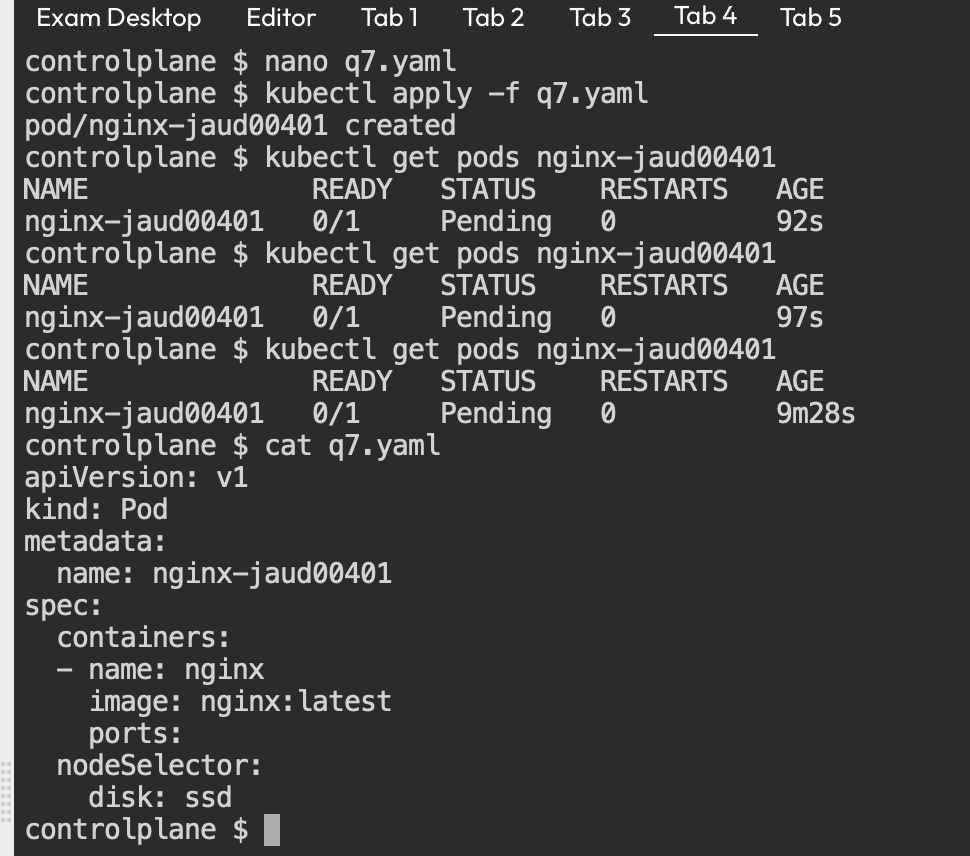 Exam Desktop Editor Tab 1 Tab 2 Tab 3 Tab 4 Tab 5
controlplane $ nano q7.yaml
controlplane $ kubectl apply -f q7.yaml
pod/nginx-jaud00401 created
controlplane $ kubectl get pods nginx-jaud00401
NAME              READY   STATUS    RESTARTS   AGE
nginx-jaud00401   0/1     Pending   0          92s
controlplane $ kubectl get pods nginx-jaud00401
NAME              READY   STATUS    RESTARTS   AGE
nginx-jaud00401   0/1     Pending   0          97s
controlplane $ kubectl get pods nginx-jaud00401
NAME              READY   STATUS    RESTARTS   AGE
nginx-jaud00401   0/1     Pending   0          9m28s
controlplane $ cat q7.yaml
apiVersion: v1
kind: Pod
metadata:
  name: nginx-jaud00401
spec:
  containers:
  - name: nginx
    image: nginx:latest
    ports:
  nodeSelector:
    disk: ssd
controlplane $